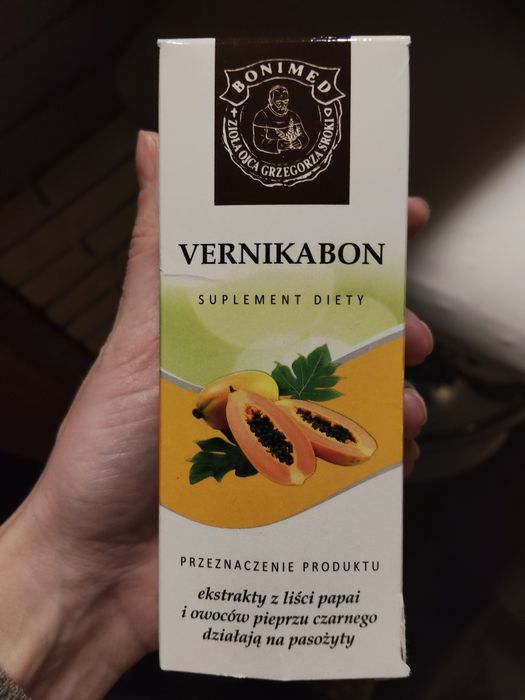 BONIMED
ZIOŁA OJCA GRZEGORZA SROKI
VERNIKABON
SUPLEMENT DIETY
PRZEZNACZENIE PRODUKTU
ekstrakty z liści papai
i owoców pieprzu czarnego
działają na pasożyty